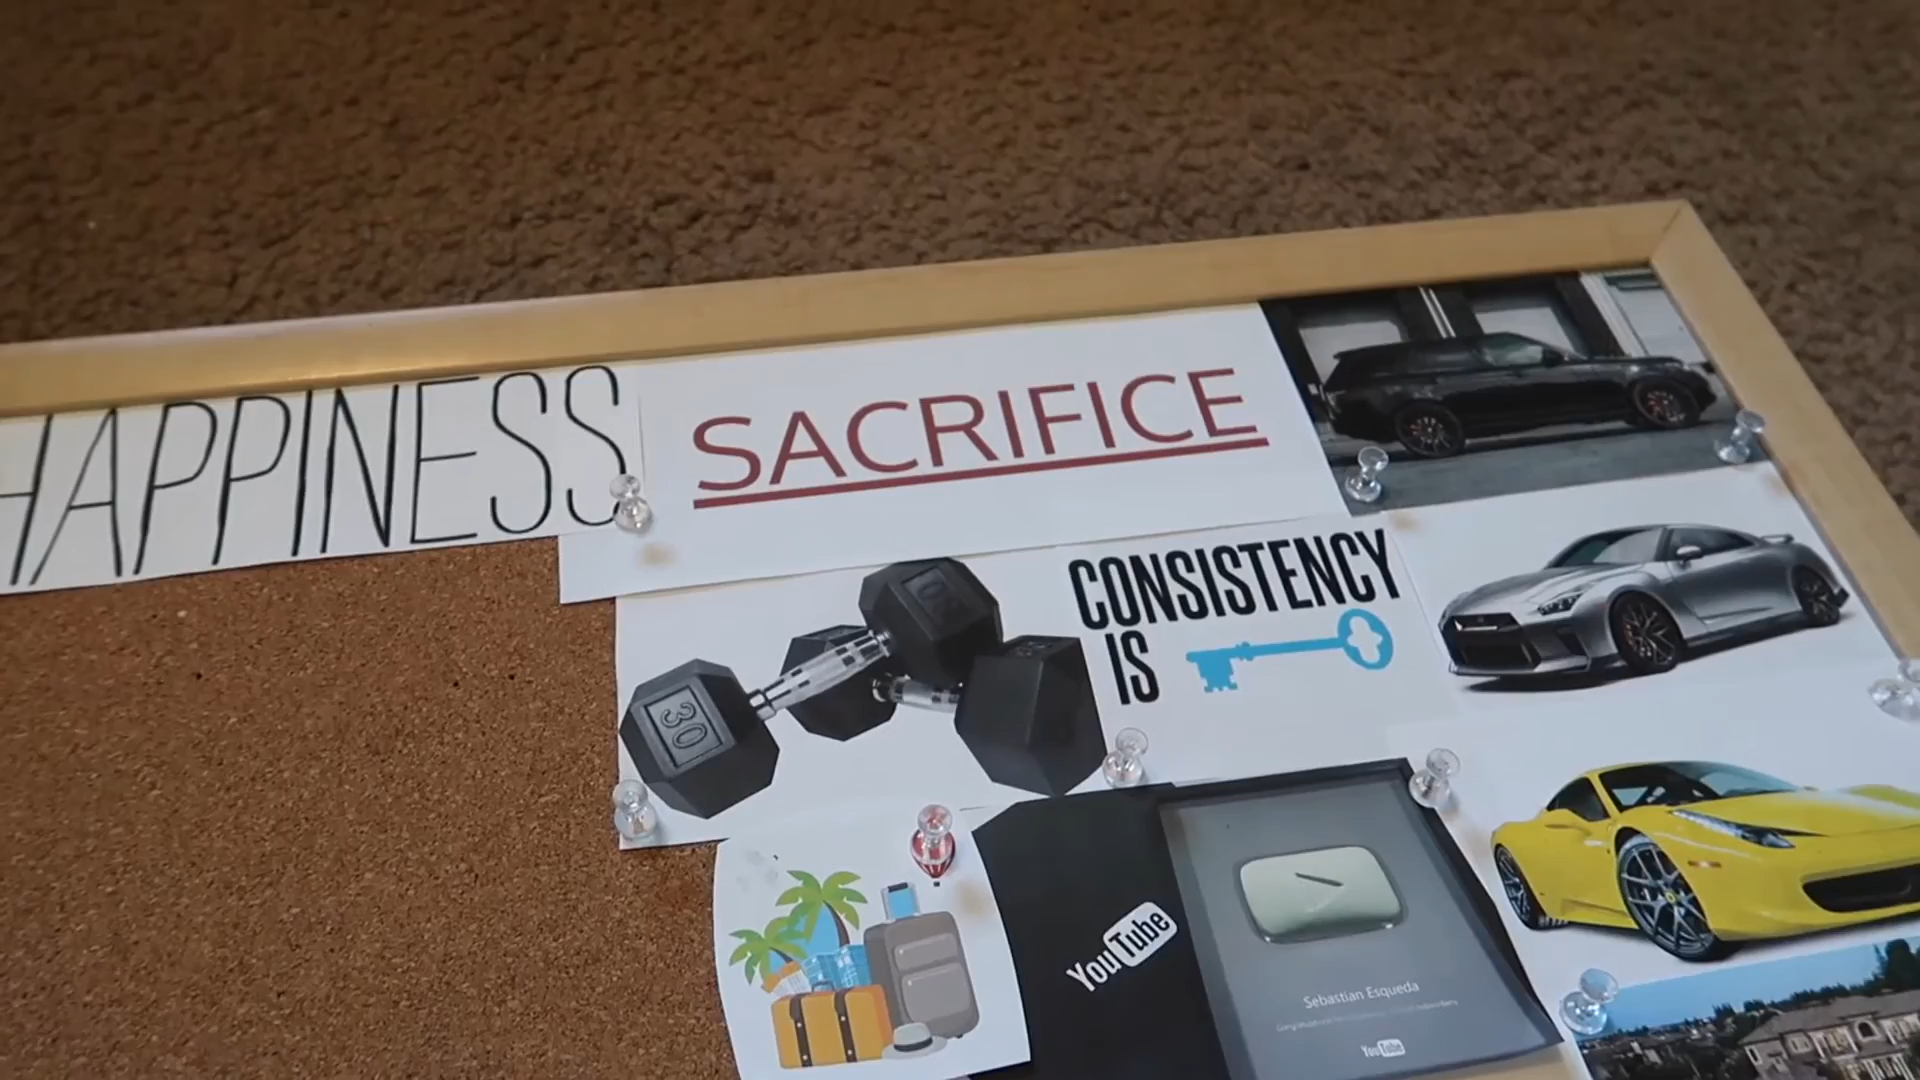 HAPPINESS
SACRIFICE
CONSISTENCY
IS
30
YouTube
Sebastian Esqueda
YouTube